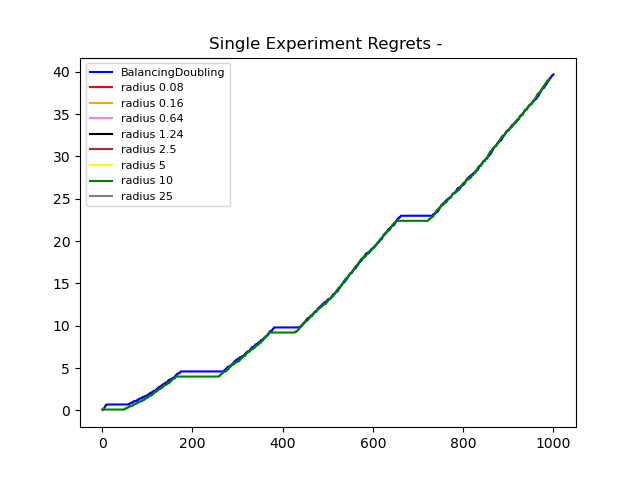 Single Experiment Regrets -
40
35
30
25
20
15
10
5
0
BalancingDoubling
radius 0.08
radius 0.16
radius 0.64
radius 1.24
radius 2.5
radius 5
radius 10
radius 25
0 200 400 600 800 1000